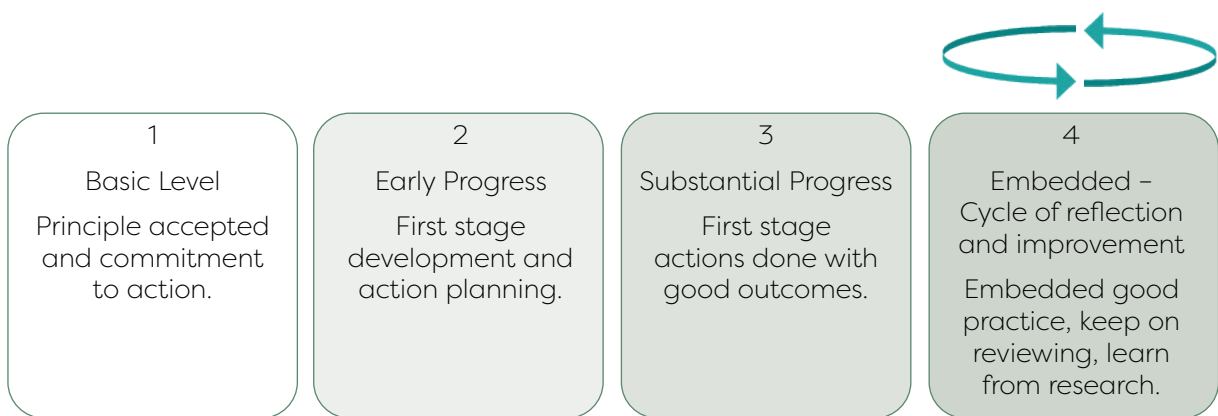 1
Basic Level
Principle accepted
and commitment
to action.
2
Early Progress
First stage
development and
action planning.
3
Substantial Progress
First stage
actions done with
good outcomes.
4
Embedded –
Cycle of reflection
and improvement
Embedded good
practice, keep on
reviewing, learn
from research.